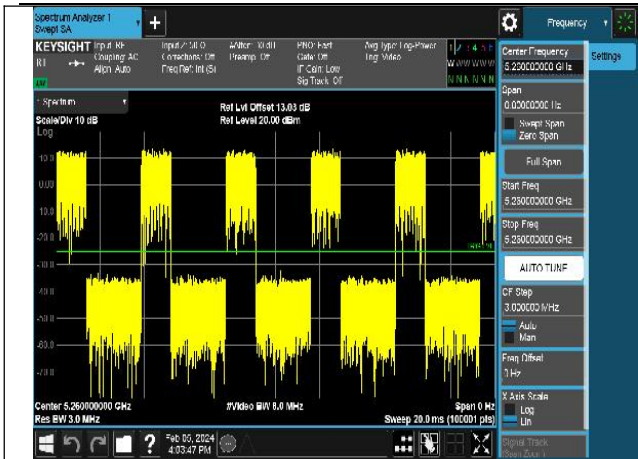 Spectrum Analyzer 1
Swept SA
+
Frequency
KEYSIGHT
Input: RF
Coupling: AC
Align: Auto
Corrections: Off
Freq Ref: Int (S)
Preamp: Off
PNO: Fast
Gate: Off
IF Gain: Low
Sig Track: Off
Avg Type: Log-Power
Trig: Video
Center Frequency
5.260000000 GHz
Settings
Span
0.00000000 Hz
Swept Span
Zero Span
Full Span
Start Freq
5.260000000 GHz
Stop Freq
5.260000000 GHz
AUTO TUNE
CF Step
3.000000 MHz
Auto
Man
Freq Offset
0 Hz
X Axis Scale
Log
Lin
Signal Track
(Span Zoom)
1 Spectrum
Scale/Div 10 dB
Log
Ref Lvl Offset 13.03 dB
Ref Level 20.00 dBm
10.0
0.00
-10.0
-20.0
-30.0
-40.0
-50.0
-60.0
-70.0
Center 5.260000000 GHz
#Video BW 8.0 MHz
Span 0 Hz
Res BW 3.0 MHz
Sweep 20.0 ms (100001 pts)
?
Feb 05, 2024
4:03:47 PM